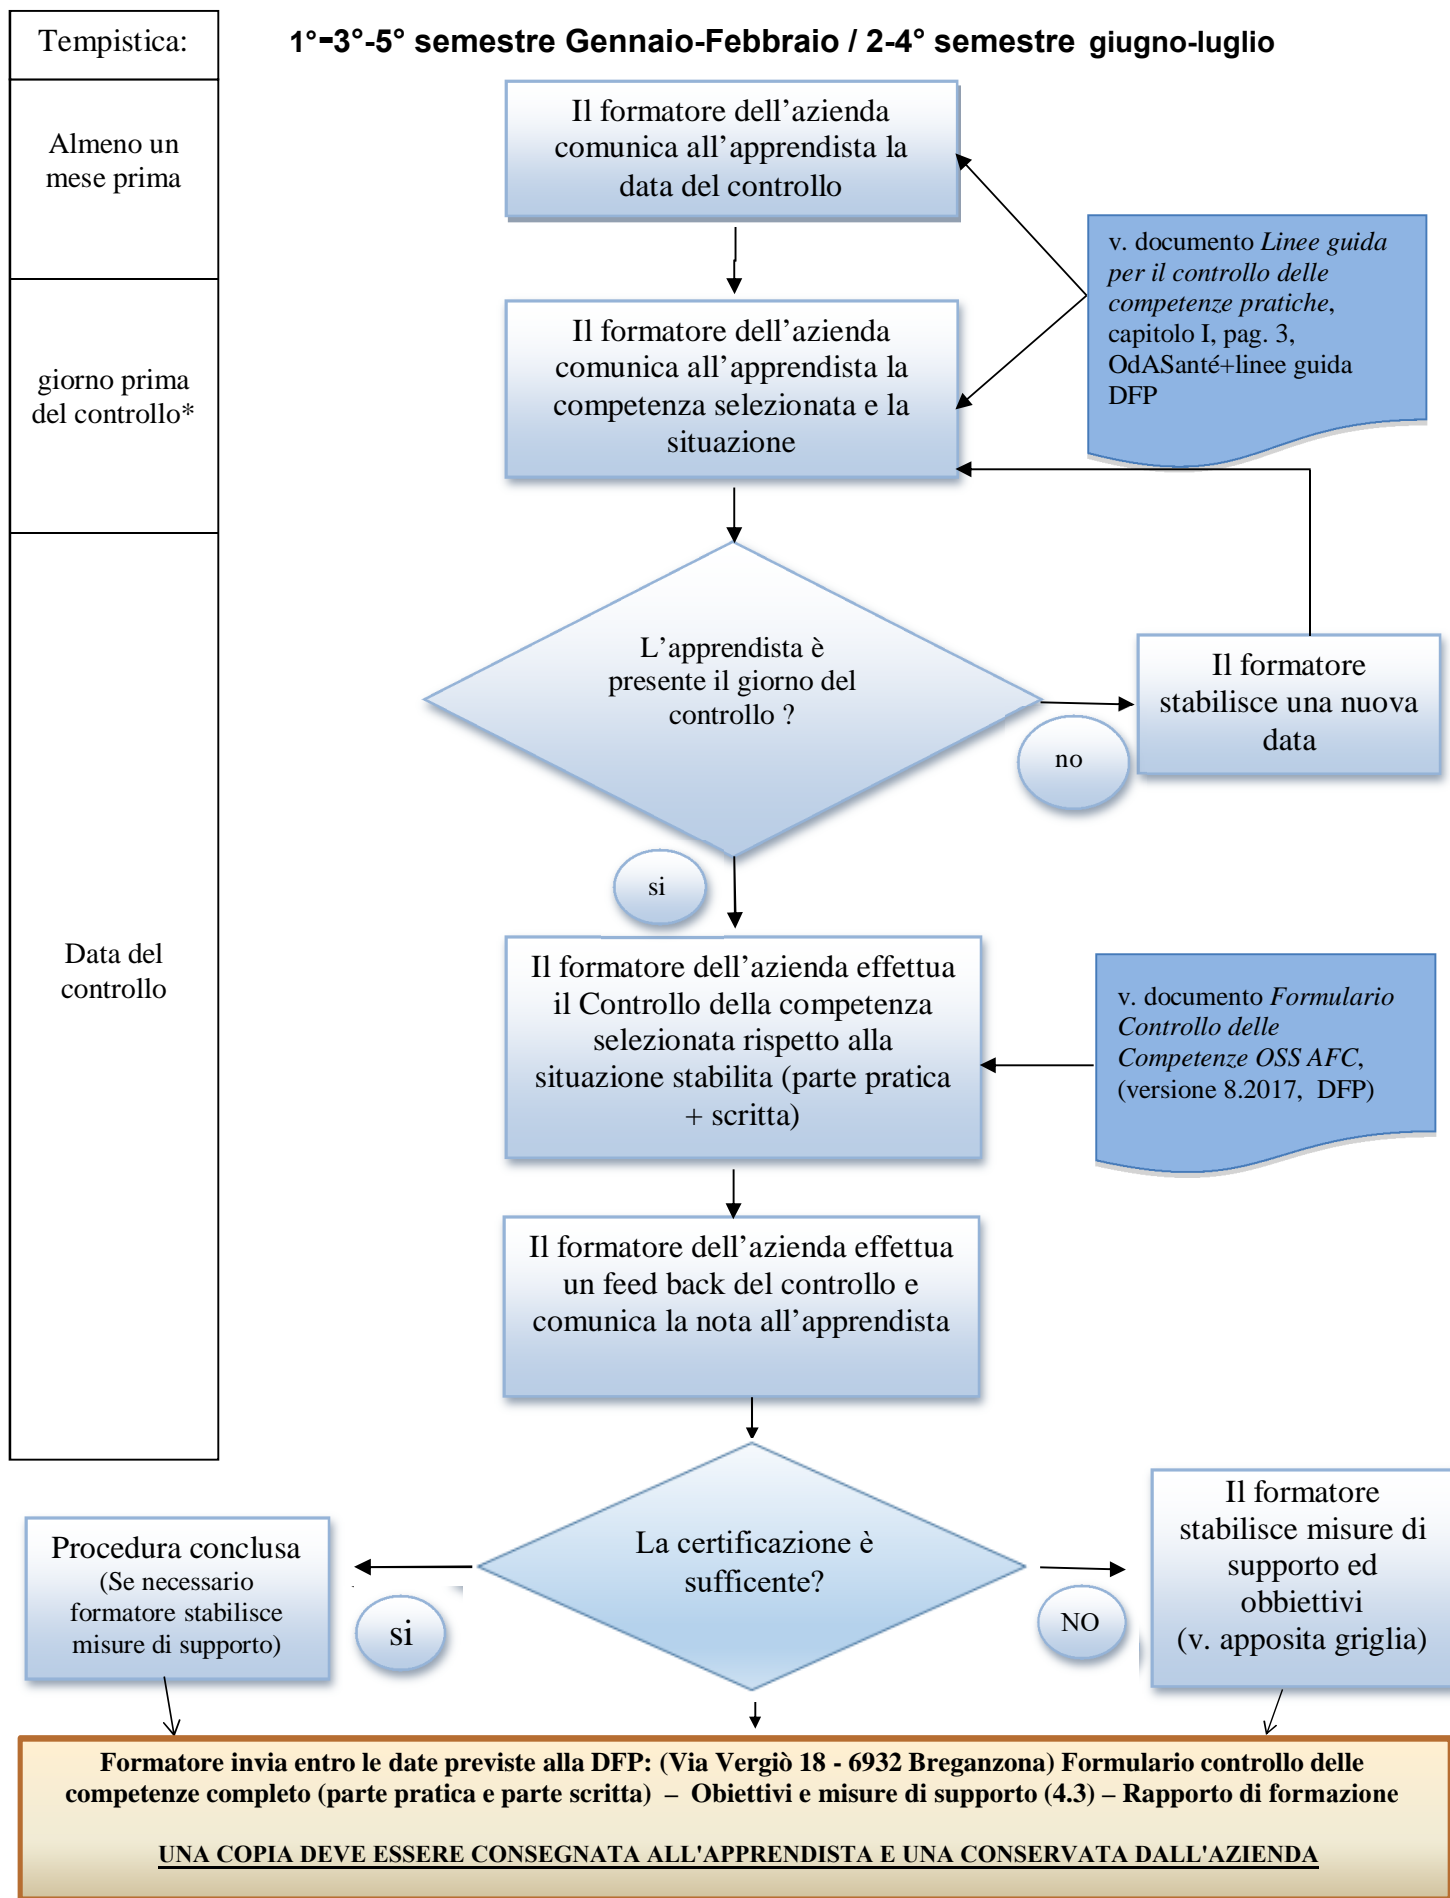 Tempistica:
1°-3°-5° semestre Gennaio-Febbraio / 2-4° semestre giugno-luglio
Almeno un
mese prima
Il formatore dell’azienda
comunica all’apprendista la
data del controllo
v. documento Linee guida
per il controllo delle
competenze pratiche,
capitolo I, pag. 3,
OdASanté+linee guida
DFP
giorno prima
del controllo*
Il formatore dell’azienda
comunica all’apprendista la
competenza selezionata e la
situazione
L’apprendista è
presente il giorno del
controllo ?
no
Il formatore
stabilisce una nuova
data
si
Data del
controllo
Il formatore dell’azienda effettua
il Controllo della competenza
selezionata rispetto alla
situazione stabilita (parte pratica
+ scritta)
v. documento Formulario
Controllo delle
Competenze OSS AFC,
(versione 8.2017, DFP)
Il formatore dell’azienda effettua
un feed back del controllo e
comunica la nota all’apprendista
La certificazione è
sufficente?
Procedura conclusa
(Se necessario
formatore stabilisce
misure di supporto)
si
NO
Il formatore
stabilisce misure di
supporto ed
obbiettivi
(v. apposita griglia)
Formatore invia entro le date previste alla DFP: (Via Vergiò 18 - 6932 Breganzona) Formulario controllo delle
competenze completo (parte pratica e parte scritta) – Obiettivi e misure di supporto (4.3) – Rapporto di formazione
UNA COPIA DEVE ESSERE CONSEGNATA ALL'APPRENDISTA E UNA CONSERVATA DALL'AZIENDA